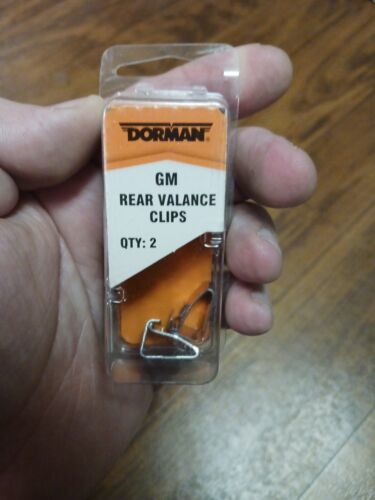 DORMAN®
GM
REAR VALANCE
CLIPS
QTY: 2